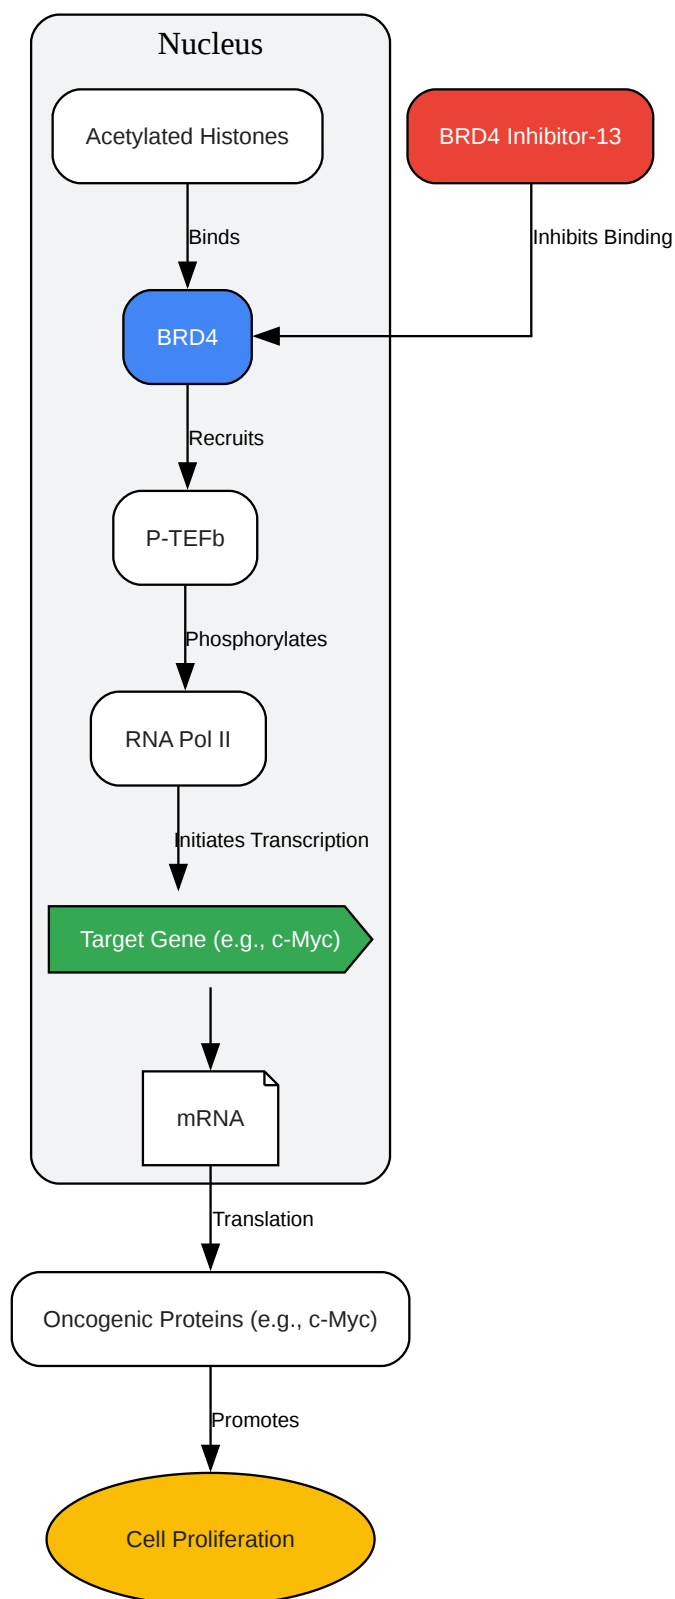 Nucleus
Acetylated Histones
BRD4 Inhibitor-13
Binds
Inhibits Binding
BRD4
Recruits
P-TEFb
Phosphorylates
RNA Pol II
Initiates Transcription
Target Gene (e.g., c-Myc)
mRNA
Translation
Oncogenic Proteins (e.g., c-Myc)
Promotes
Cell Proliferation